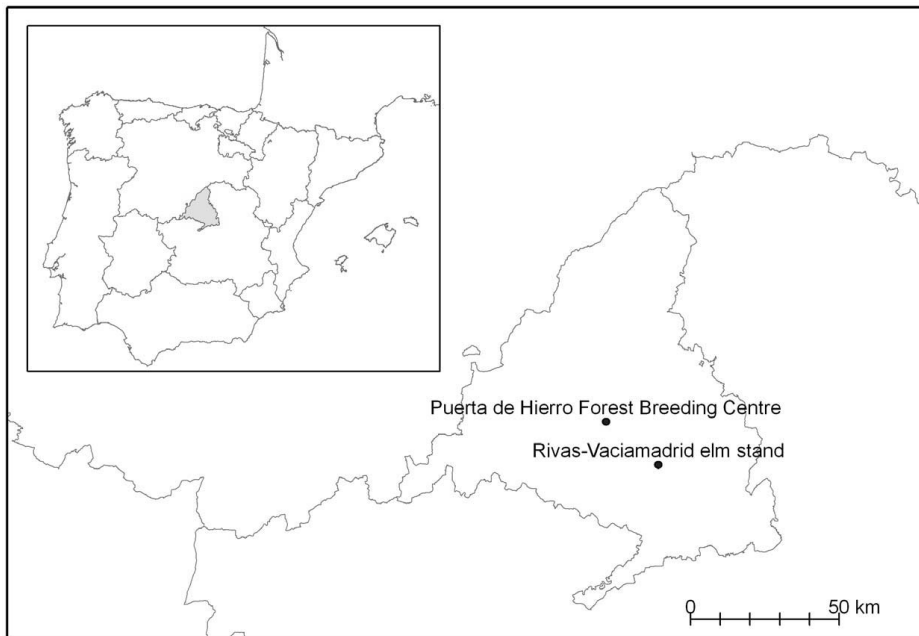 Puerta de Hierro Forest Breeding Centre
Rivas-Vaciamadrid elm stand
0 50 km